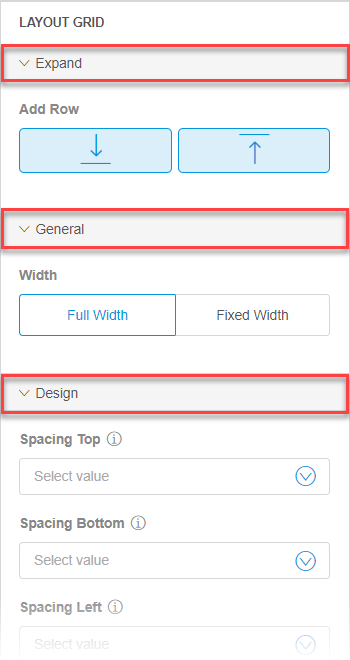 LAYOUT GRID
Expand
Add Row
General
Width
Full Width Fixed Width
Design
Spacing Top
Select value
Spacing Bottom
Select value
Spacing Left
Select value